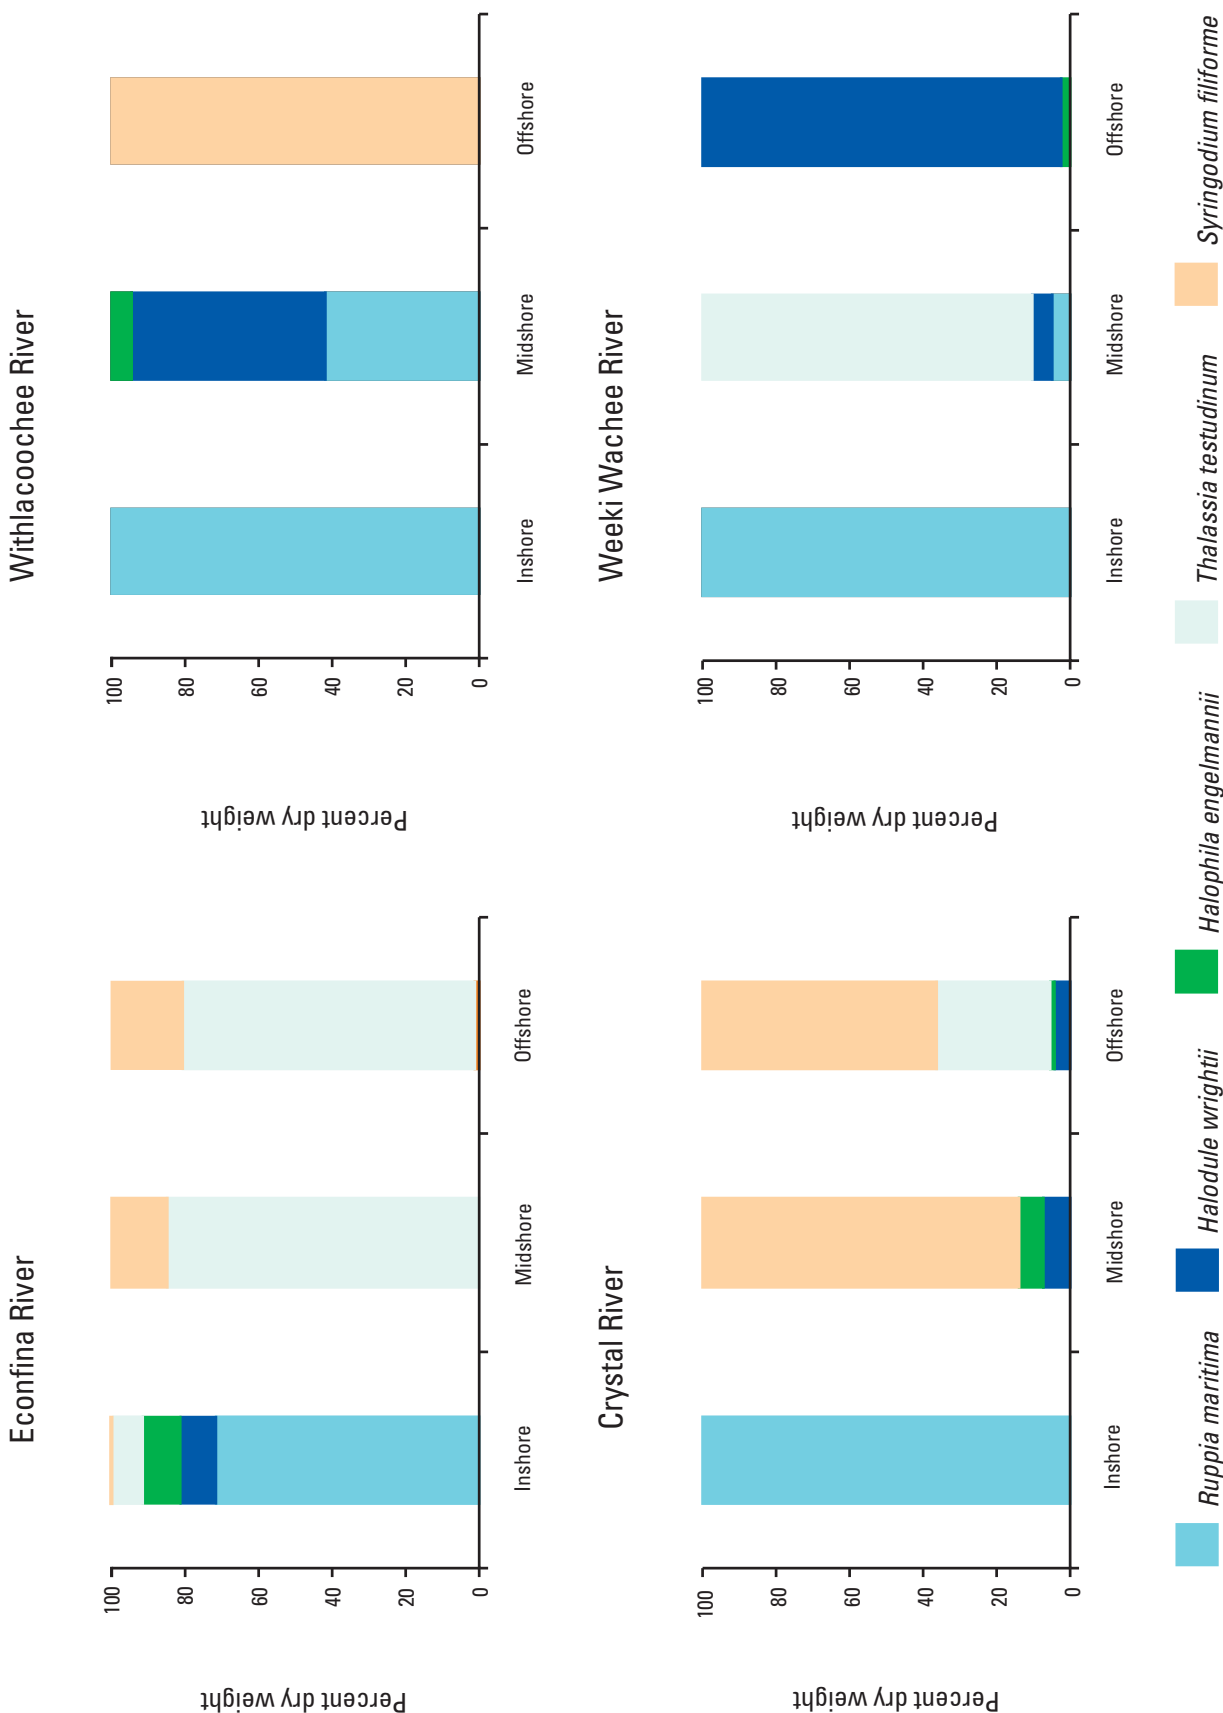 Econfina River
Percent dry weight
100
80
60
40
20
0
Inshore
Midshore
Offshore
Withlacoochee River
Percent dry weight
100
80
60
40
20
0
Inshore
Midshore
Offshore
Crystal River
Percent dry weight
100
80
60
40
20
0
Inshore
Midshore
Offshore
Weeki Wachee River
Percent dry weight
100
80
60
40
20
0
Inshore
Midshore
Offshore
Ruppia maritima
Halodule wrightii
Halophila engelmannii
Thalassia testudinum
Syringodium filiforme